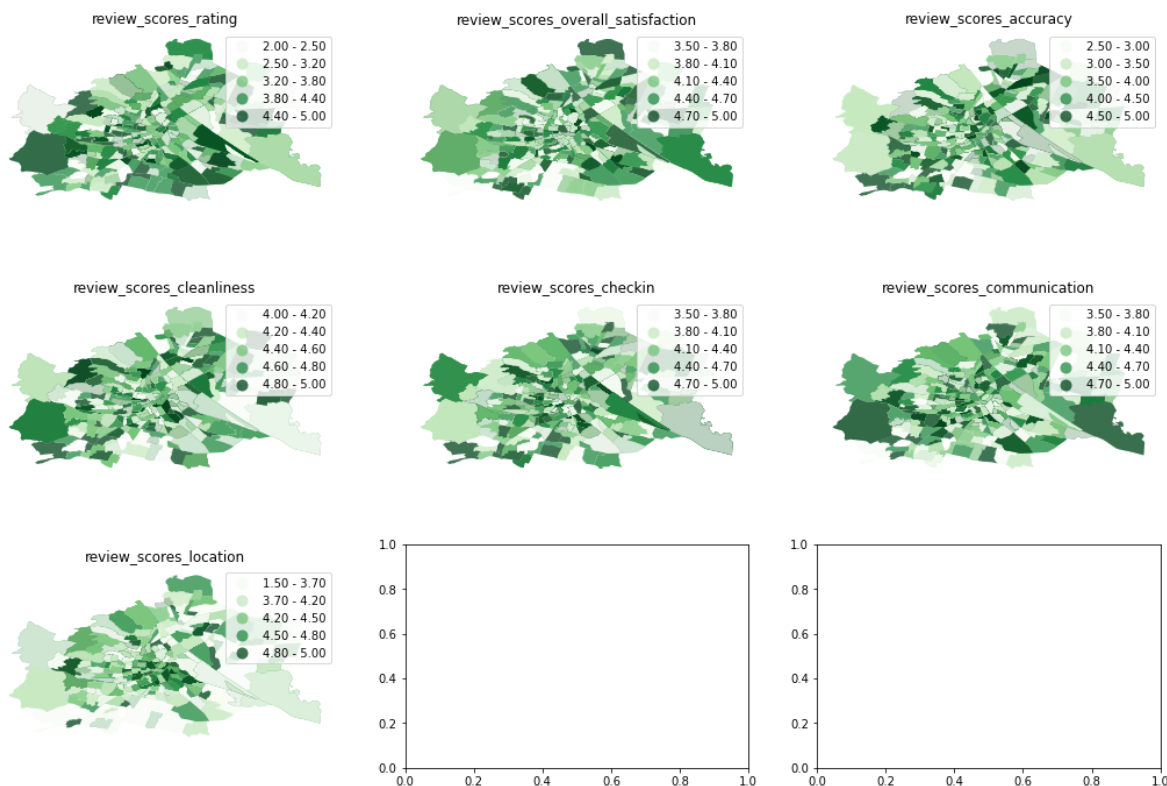 review_scores_rating
2.00 - 2.50
2.50 - 3.20
3.20 - 3.80
3.80 - 4.40
4.40 - 5.00
review_scores_overall_satisfaction
3.50 - 3.80
3.80 - 4.10
4.10 - 4.40
4.40 - 4.70
4.70 - 5.00
review_scores_accuracy
2.50 - 3.00
3.00 - 3.50
3.50 - 4.00
4.00 - 4.50
4.50 - 5.00
review_scores_cleanliness
4.00 - 4.20
4.20 - 4.40
4.40 - 4.60
4.60 - 4.80
4.80 - 5.00
review_scores_checkin
3.50 - 3.80
3.80 - 4.10
4.10 - 4.40
4.40 - 4.70
4.70 - 5.00
review_scores_communication
3.50 - 3.80
3.80 - 4.10
4.10 - 4.40
4.40 - 4.70
4.70 - 5.00
review_scores_location
1.50 - 3.70
3.70 - 4.20
4.20 - 4.50
4.50 - 4.80
4.80 - 5.00
1.0
0.8
0.6
0.4
0.2
0.0
0.0 0.2 0.4 0.6 0.8 1.0
1.0
0.8
0.6
0.4
0.2
0.0
0.0 0.2 0.4 0.6 0.8 1.0